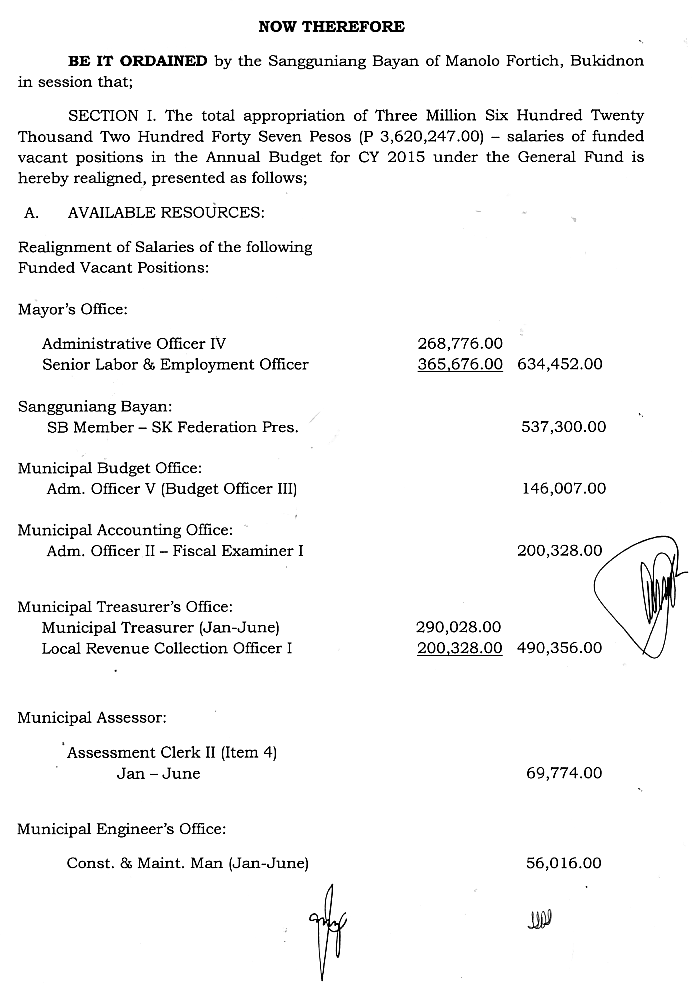 NOW THEREFORE
BE IT ORDAINED by the Sangguniang Bayan of Manolo Fortich, Bukidnon
in session that;
SECTION I. The total appropriation of Three Million Six Hundred Twenty
Thousand Two Hundred Forty Seven Pesos (P 3,620,247.00) – salaries of funded
vacant positions in the Annual Budget for CY 2015 under the General Fund is
hereby realigned, presented as follows;
A. AVAILABLE RESOURCES:
Realignment of Salaries of the following
Funded Vacant Positions:
Mayor's Office:
Administrative Officer IV 268,776.00
Senior Labor & Employment Officer 365,676.00 634,452.00
Sangguniang Bayan:
SB Member – SK Federation Pres. 537,300.00
Municipal Budget Office:
Adm. Officer V (Budget Officer III) 146,007.00
Municipal Accounting Office:
Adm. Officer II – Fiscal Examiner I 200,328.00
Municipal Treasurer's Office:
Municipal Treasurer (Jan-June) 290,028.00
Local Revenue Collection Officer I 200,328.00 490,356.00
Municipal Assessor:
Assessment Clerk II (Item 4)
Jan – June 69,774.00
Municipal Engineer's Office:
Const. & Maint. Man (Jan-June) 56,016.00